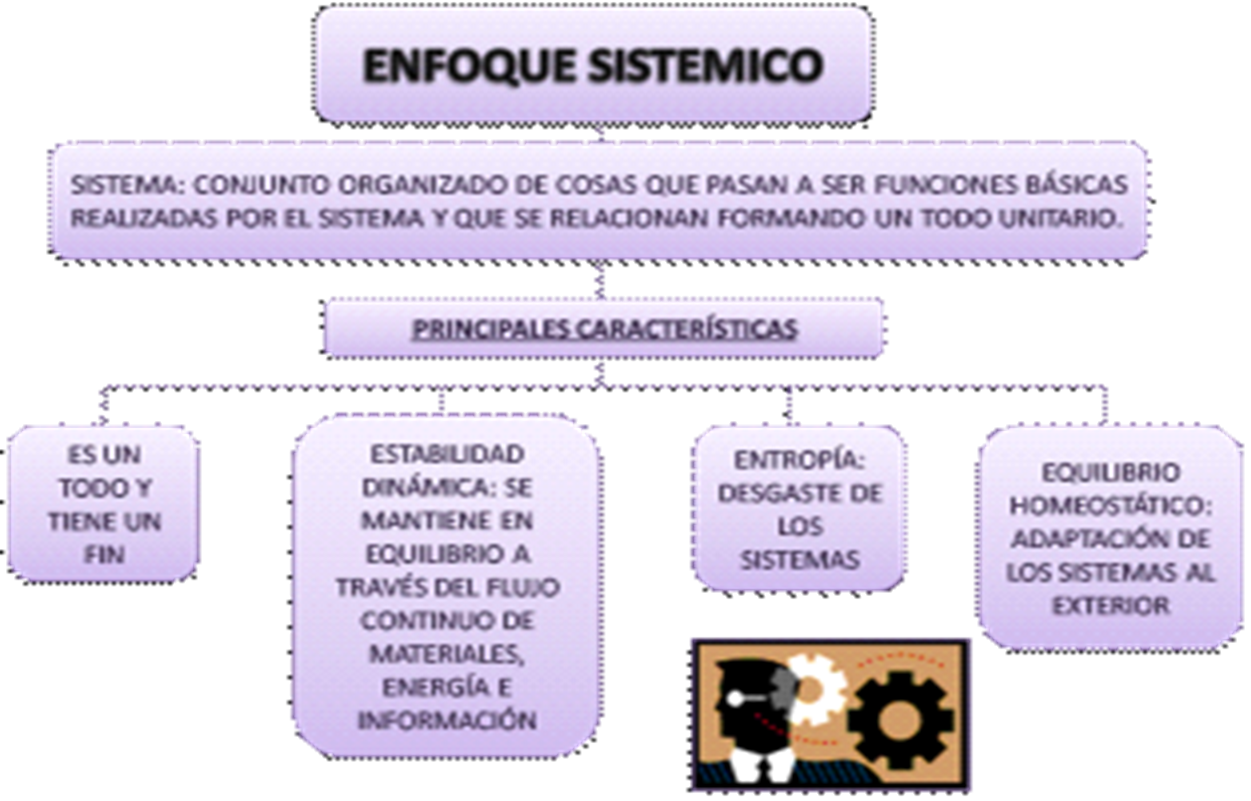 ENFOQUE SISTEMICO
SISTEMA: CONJUNTO ORGANIZADO DE COSAS QUE PASAN A SER FUNCIONES BÁSICAS
REALIZADAS POR EL SISTEMA Y QUE SE RELACIONAN FORMANDO UN TODO UNITARIO.
PRINCIPALES CARACTERÍSTICAS
ES UN
TODO Y
TIENE UN
FIN
ESTABILIDAD
DINÁMICA: SE
MANTIENE EN
EQUILIBRIO A
TRAVÉS DEL FLUJO
CONTINUO DE
MATERIALES,
ENERGÍA E
INFORMACIÓN
ENTROPÍA:
DESGASTE DE
LOS
SISTEMAS
EQUILIBRIO
HOMEOSTÁTICO:
ADAPTACIÓN DE
LOS SISTEMAS AL
EXTERIOR